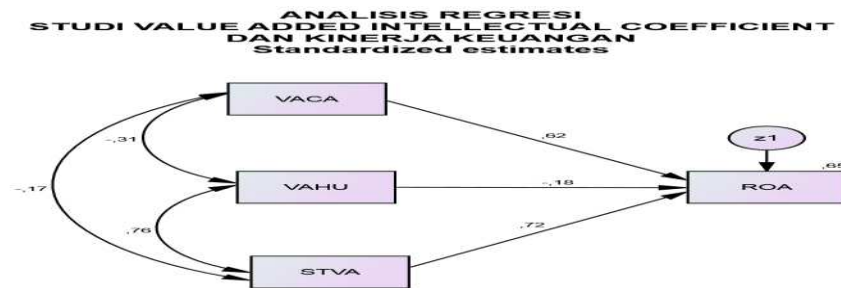 ANALISIS REGRESI
STUDI VALUE ADDED INTELLECTUAL COEFFICIENT
DAN KINERJA KEUANGAN
Standardized estimates
VACA
-,31
,62
z1
,65
-,17
VAHU
-,18
ROA
,76
,72
STVA